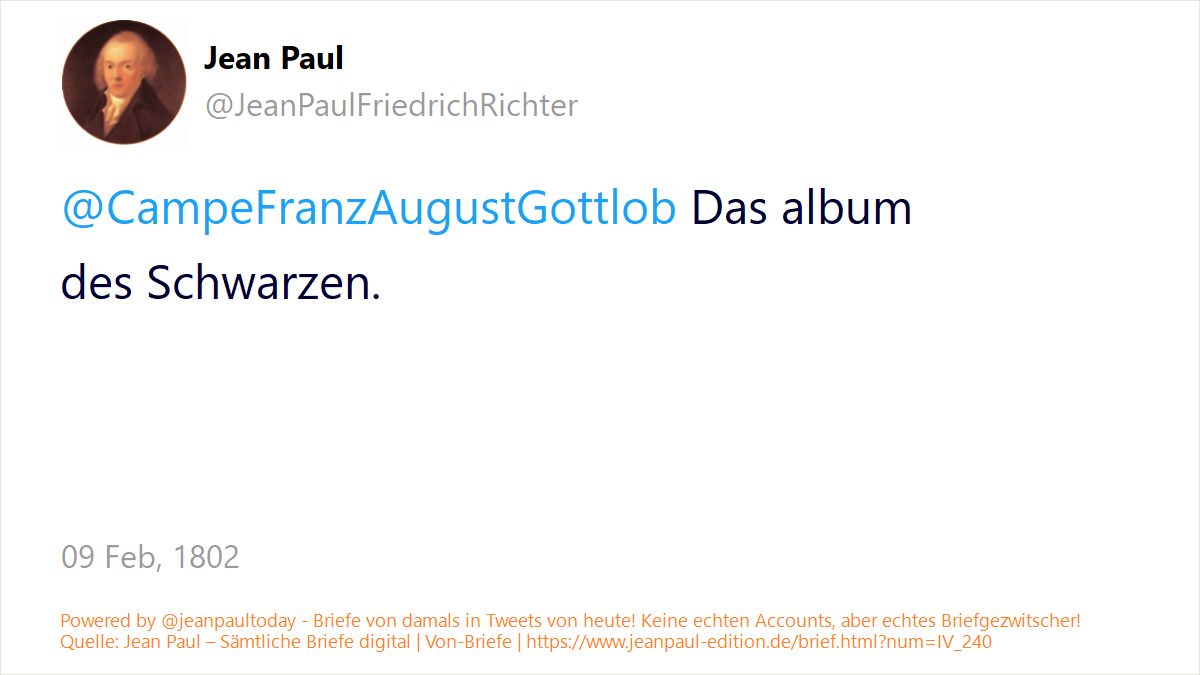 Jean Paul
@JeanPaulFriedrichRichter
@CampeFranzAugustGottlob Das album
des Schwarzen.
09 Feb, 1802
Powered by @jeanpaultoday - Briefe von damals in Tweets von heute! Keine echten Accounts, aber echtes Briefgezwitscher!
Quelle: Jean Paul – Sämtliche Briefe digital | Von-Briefe | https://www.jeanpaul-edition.de/brief.html?num=IV_240